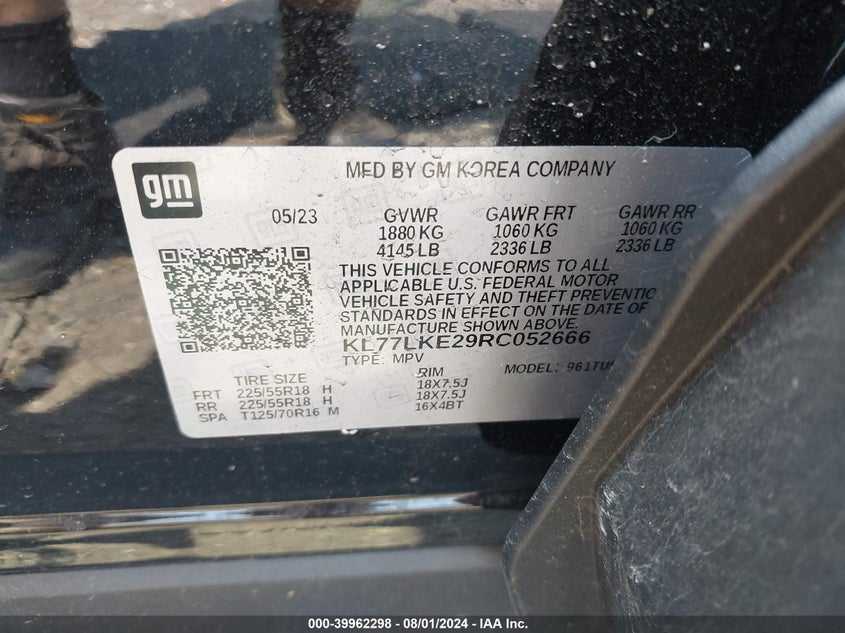 gm
MFD BY GM KOREA COMPANY
05/23 GVWR GAWR FRT GAWR RR
1880 KG 1060 KG 1060 KG
4145 LB 2336 LB 2336 LB
THIS VEHICLE CONFORMS TO ALL
APPLICABLE U.S. FEDERAL MOTOR
VEHICLE SAFETY AND THEFT PREVENTIO
STANDARDS IN EFFECT ON THE DATE OF
MANUFACTURE SHOWN ABOVE.
KL77LKE29RC052666
TYPE: MPV MODEL: 961TU
TIRE SIZE RIM
FRT 225/55R18 H 18X7.5J
RR 225/55R18 H 18X7.5J
SPA T125/70R16 M 16X4BT
000-39962298 - 08/01/2024 - IAA Inc.